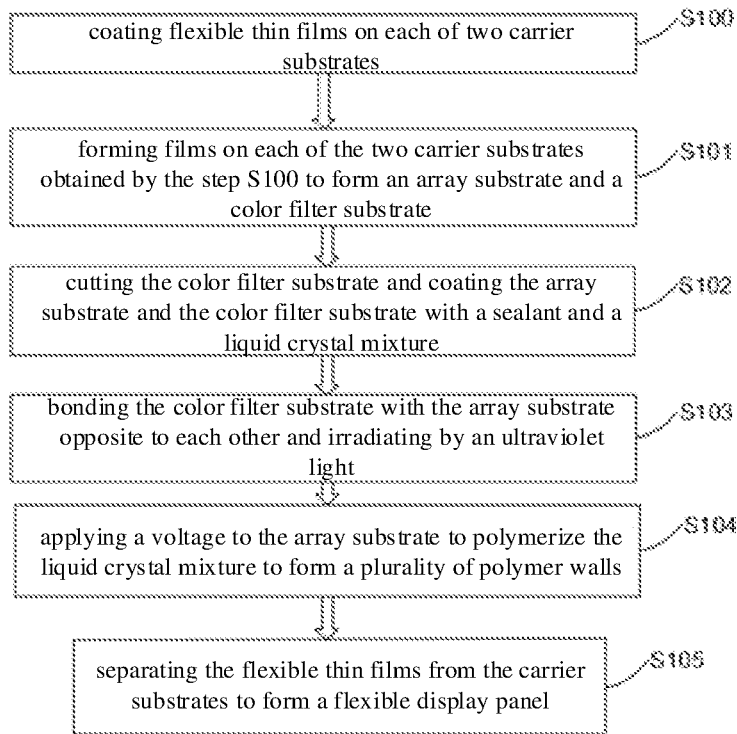 coating flexible thin films on each of two carrier
substrates
S100
forming films on each of the two carrier substrates
obtained by the step S100 to form an array substrate and a
color filter substrate
S101
cutting the color filter substrate and coating the array
substrate and the color filter substrate with a sealant and a
liquid crystal mixture
S102
bonding the color filter substrate with the array substrate
opposite to each other and irradiating by an ultraviolet
light
S103
applying a voltage to the array substrate to polymerize the
liquid crystal mixture to form a plurality of polymer walls
S104
separating the flexible thin films from the carrier
substrates to form a flexible display panel
S105